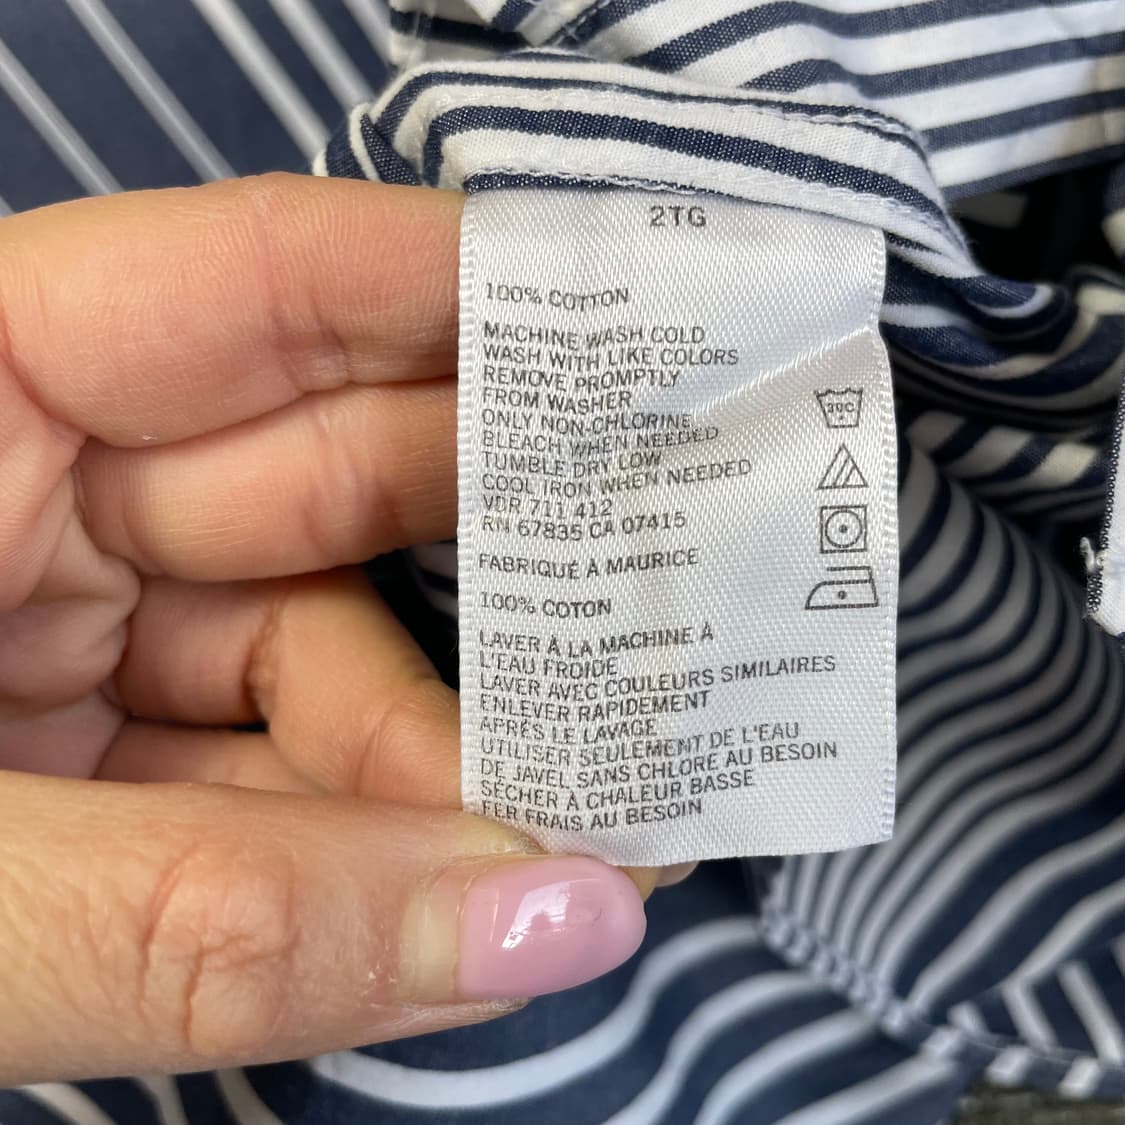 2TG
100% COTTON
MACHINE WASH COLD
WASH WITH LIKE COLORS
REMOVE PROMPTLY
FROM WASHER
ONLY NON-CHLORINE
BLEACH WHEN NEEDED
TUMBLE DRY LOW
COOL IRON WHEN NEEDED
VDR 711 412
RN 67835 CA 07415
FABRIQUÉ À MAURICE
100% COTON
LAVER À LA MACHINE À
L'EAU FROIDE
LAVER AVEC COULEURS SIMILAIRES
ENLEVER RAPIDEMENT
APRÈS LE LAVAGE
UTILISER SEULEMENT DE L'EAU
DE JAVEL SANS CHLORE AU BESOIN
SÉCHER À CHALEUR BASSE
FER FRAIS AU BESOIN
30C